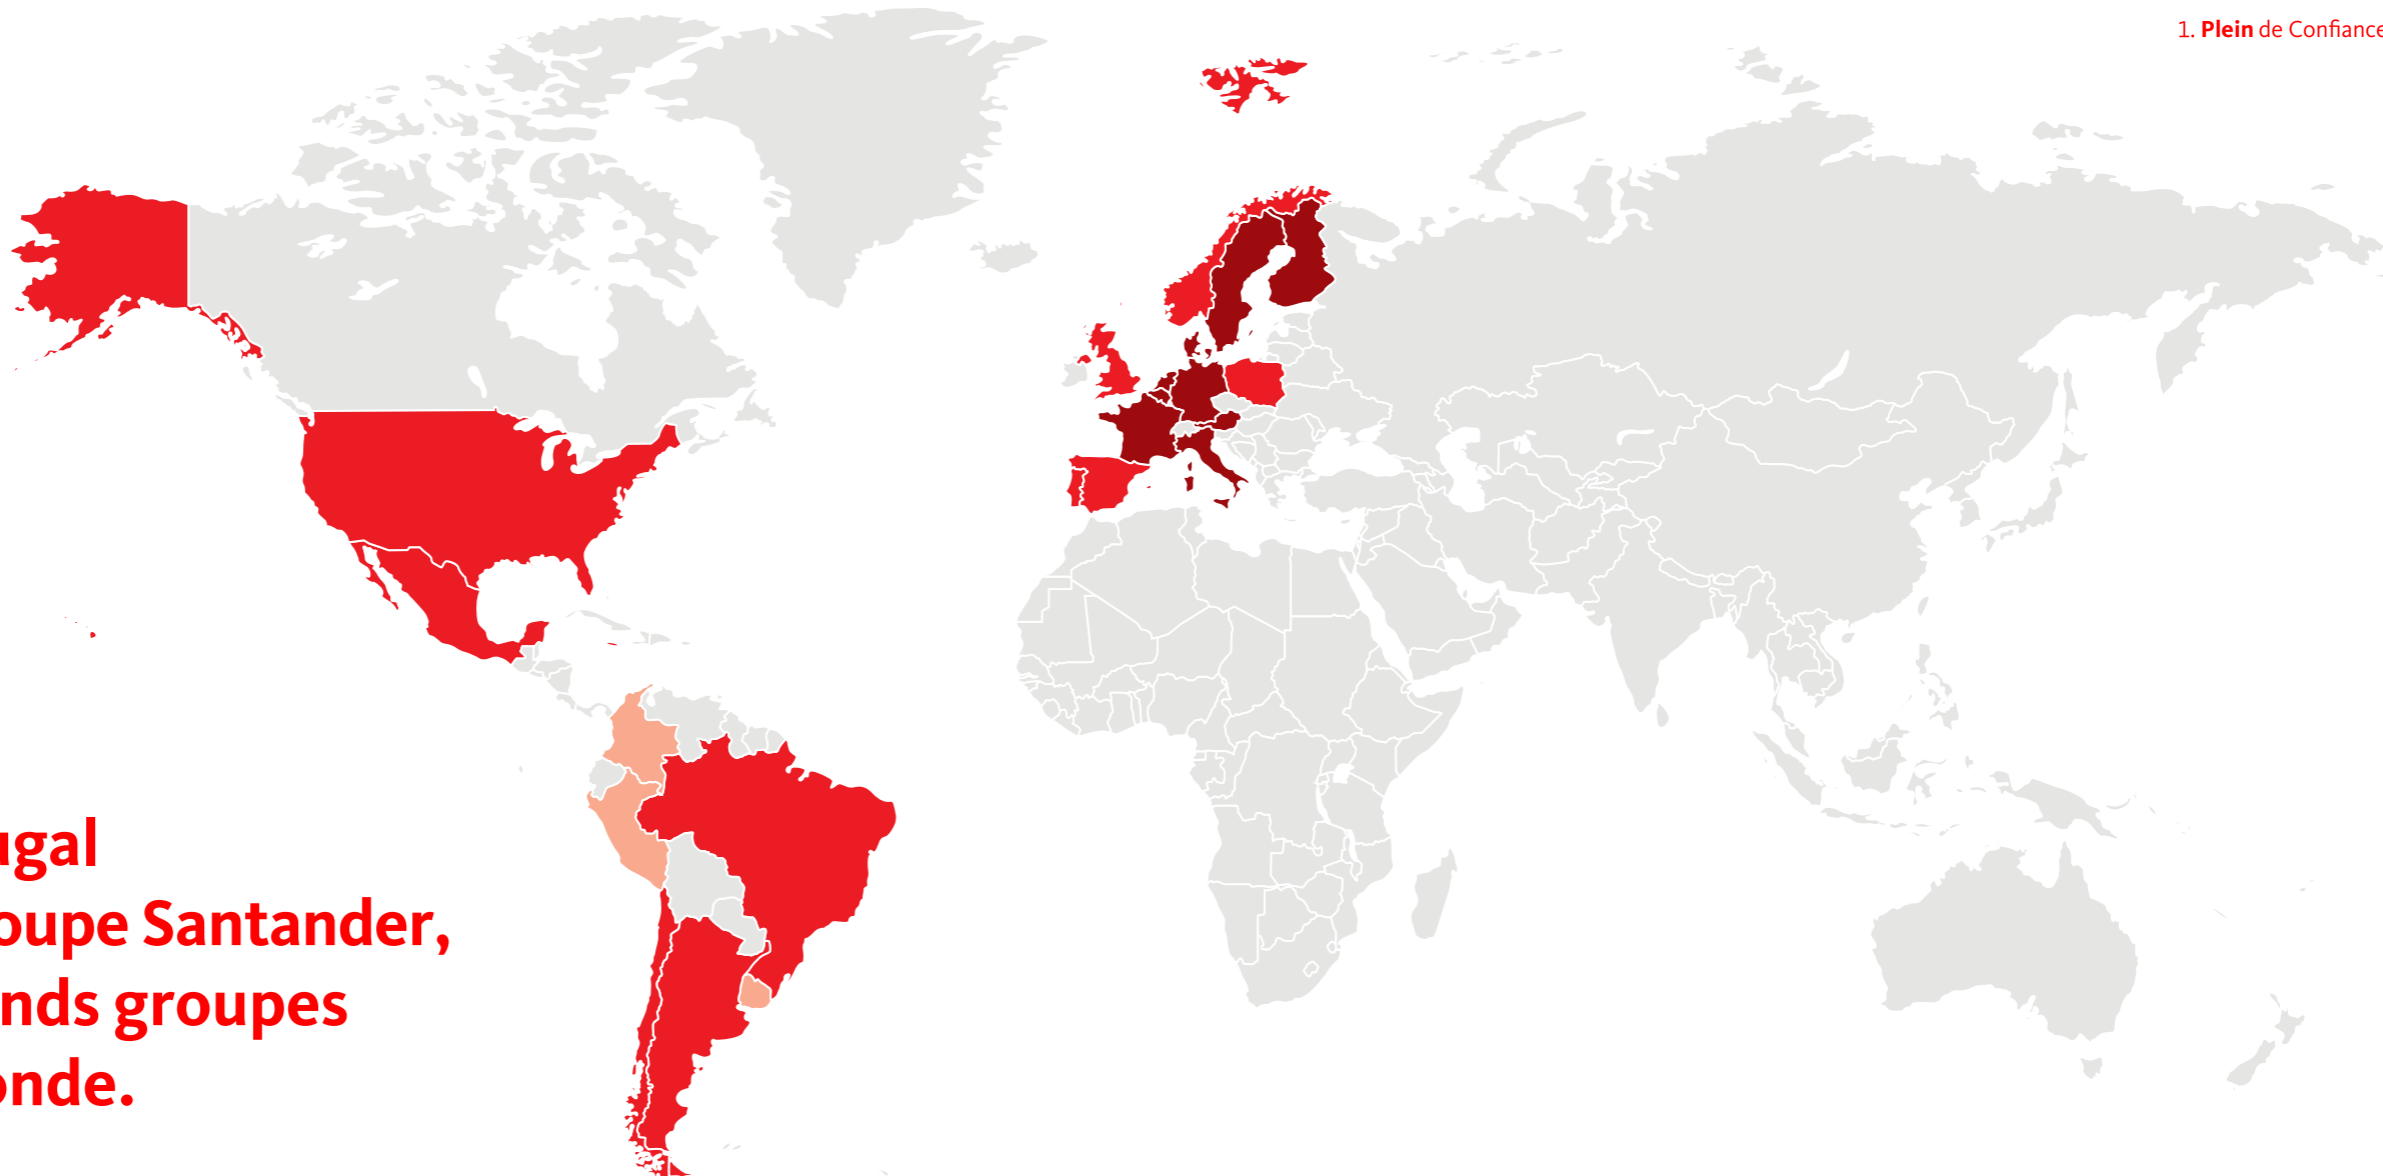 1. Plein de Confiance
ugal
oupe Santander,
nds groupes
onde.